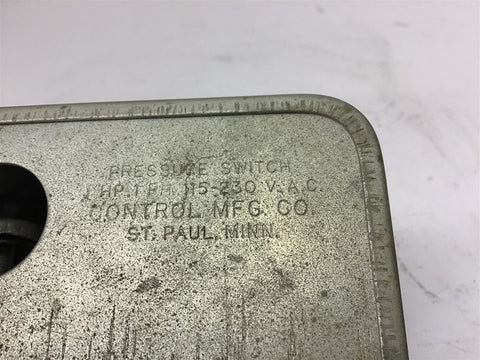 PRESSURE SWITCH
1 HP. 1 PH. 115-230 V.A.C.
CONTROL MFG. CO.
ST. PAUL, MINN.